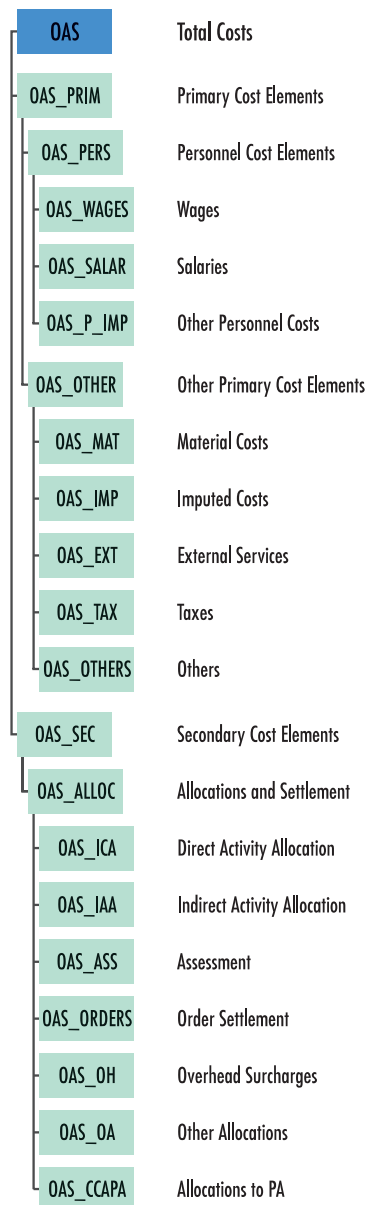 OAS Total Costs
OAS_PRIM Primary Cost Elements
OAS_PERS Personnel Cost Elements
OAS_WAGES Wages
OAS_SALAR Salaries
OAS_P_IMP Other Personnel Costs
OAS_OTHER Other Primary Cost Elements
OAS_MAT Material Costs
OAS_IMP Imputed Costs
OAS_EXT External Services
OAS_TAX Taxes
OAS_OTHERS Others
OAS_SEC Secondary Cost Elements
OAS_ALLOC Allocations and Settlement
OAS_ICA Direct Activity Allocation
OAS_IAA Indirect Activity Allocation
OAS_ASS Assessment
OAS_ORDERS Order Settlement
OAS_OH Overhead Surcharges
OAS_OA Other Allocations
OAS_CCAPA Allocations to PA